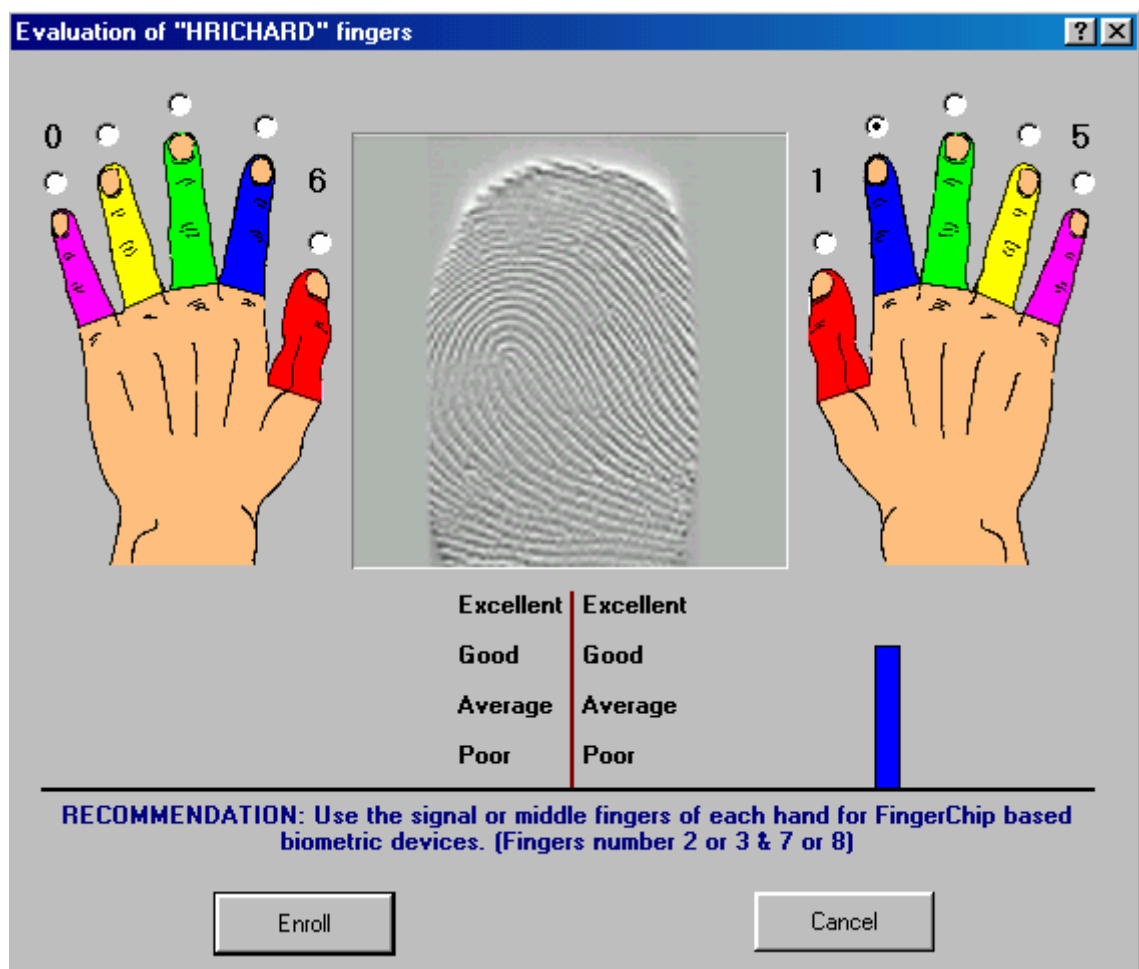 Evaluation of "HRICHARD" fingers
0
6
1
5
Excellent Excellent
Good Good
Average Average
Poor Poor
RECOMMENDATION: Use the signal or middle fingers of each hand for FingerChip based
biometric devices. (Fingers number 2 or 3 & 7 or 8)
Enroll Cancel